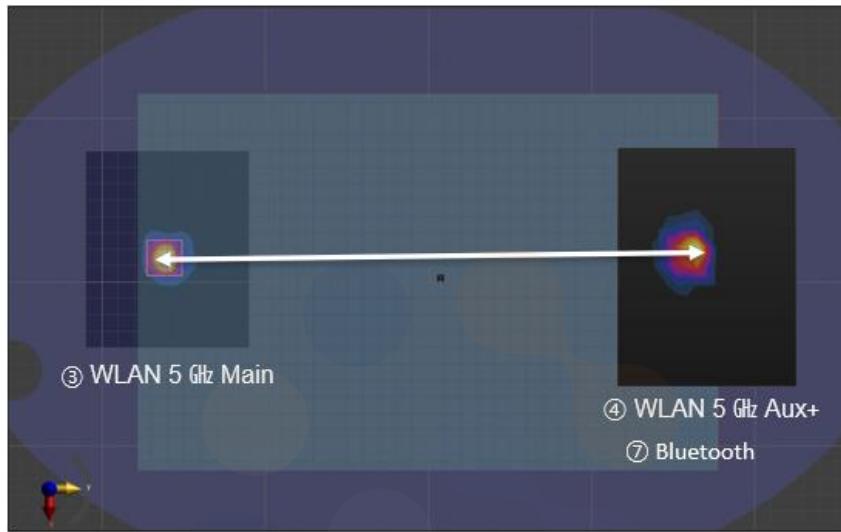 ③ WLAN 5 ㎓ Main
④ WLAN 5 ㎓ Aux+
⑦ Bluetooth